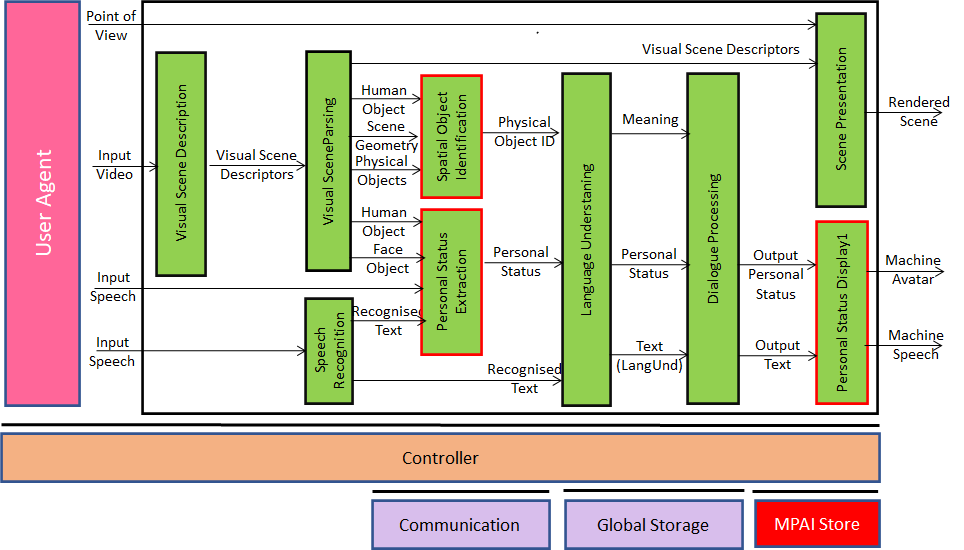 Point of
View
User Agent
Input
Video
Input
Speech
Input
Speech
Visual Scene Description
Visual Scene
Descriptors
Visual SceneParsing
Speech
Recognition
Visual Scene Descriptors
Human
Object
Scene
Geometry
Physical
Objects
Human
Object
Face
Object
Recognised
Text
Recognised
Text
Spatial Object
Identification
Personal Status
Extraction
Physical
Object ID
Personal
Status
Language Understaning
Meaning
Personal
Status
Text
(LangUnd)
Dialogue Processing
Output
Personal
Status
Output
Text
Scene Presentation
Personal Status Display1
Rendered
Scene
Machine
Avatar
Machine
Speech
Controller
Communication
Global Storage
MPAI Store